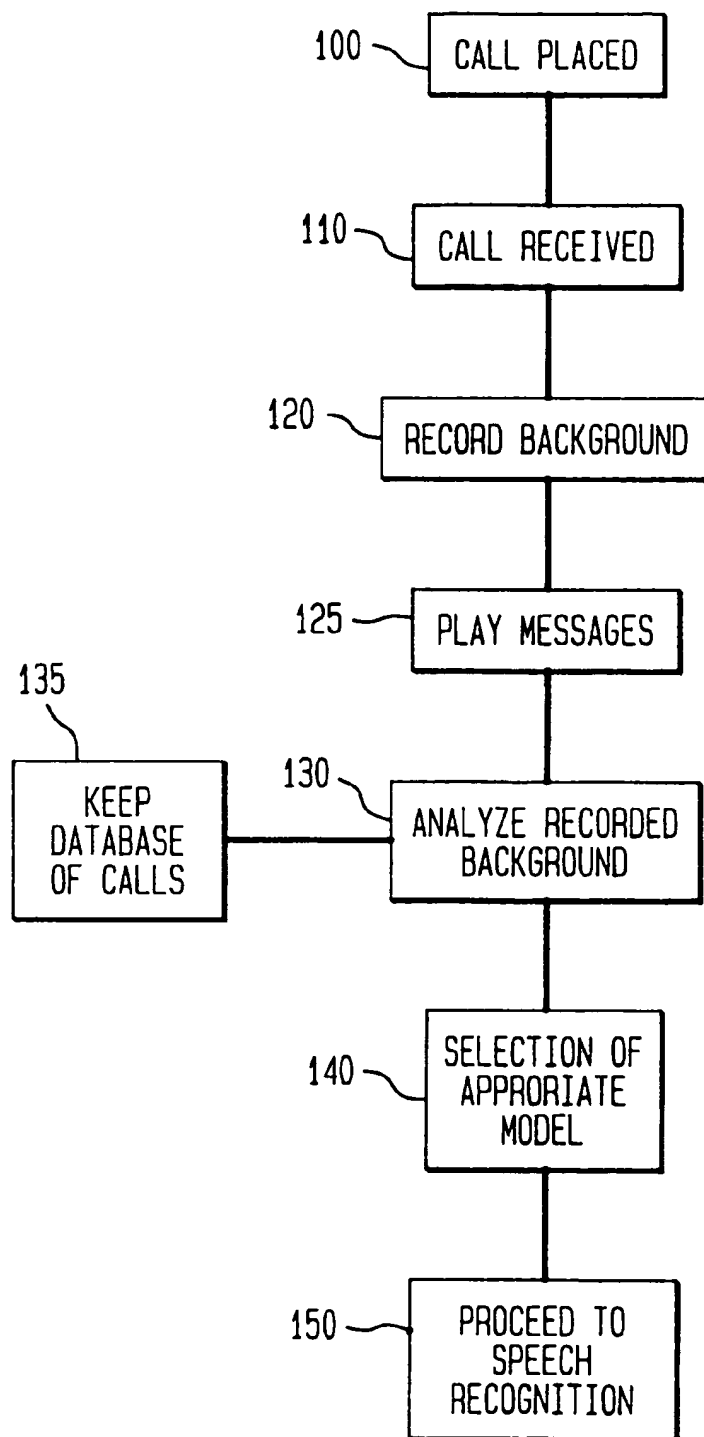 100
CALL PLACED
110
CALL RECEIVED
120
RECORD BACKGROUND
125
PLAY MESSAGES
135
KEEP
DATABASE
OF CALLS
130
ANALYZE RECORDED
BACKGROUND
140
SELECTION OF
APPRORIATE
MODEL
150
PROCEED TO
SPEECH
RECOGNITION